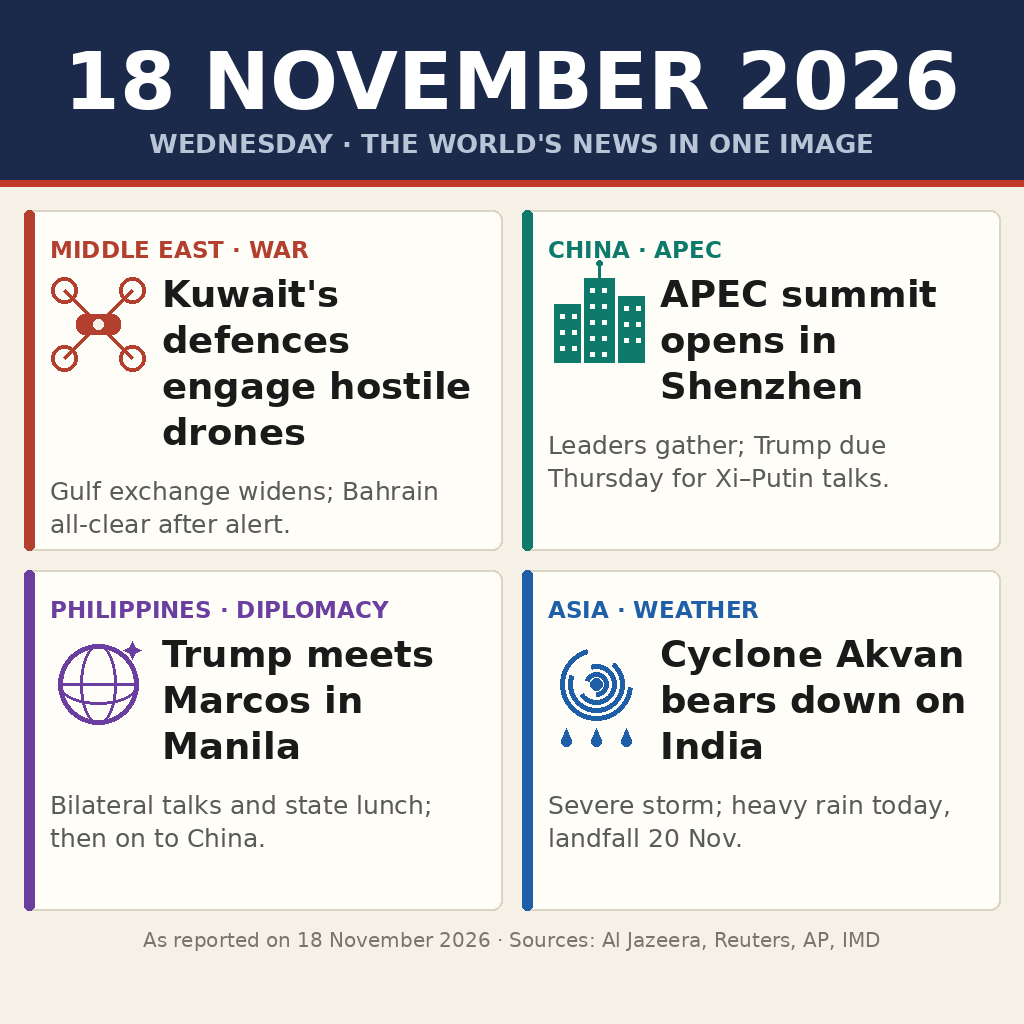 18 NOVEMBER 2026
WEDNESDAY · THE WORLD'S NEWS IN ONE IMAGE
MIDDLE EAST · WAR
Kuwait's
defences
engage hostile
drones
Gulf exchange widens; Bahrain
all-clear after alert.
CHINA · APEC
APEC summit
opens in
Shenzhen
Leaders gather; Trump due
Thursday for Xi–Putin talks.
PHILIPPINES · DIPLOMACY
Trump meets
Marcos in
Manila
Bilateral talks and state lunch;
then on to China.
ASIA · WEATHER
Cyclone Akvan
bears down on
India
Severe storm; heavy rain today,
landfall 20 Nov.
As reported on 18 November 2026 · Sources: Al Jazeera, Reuters, AP, IMD